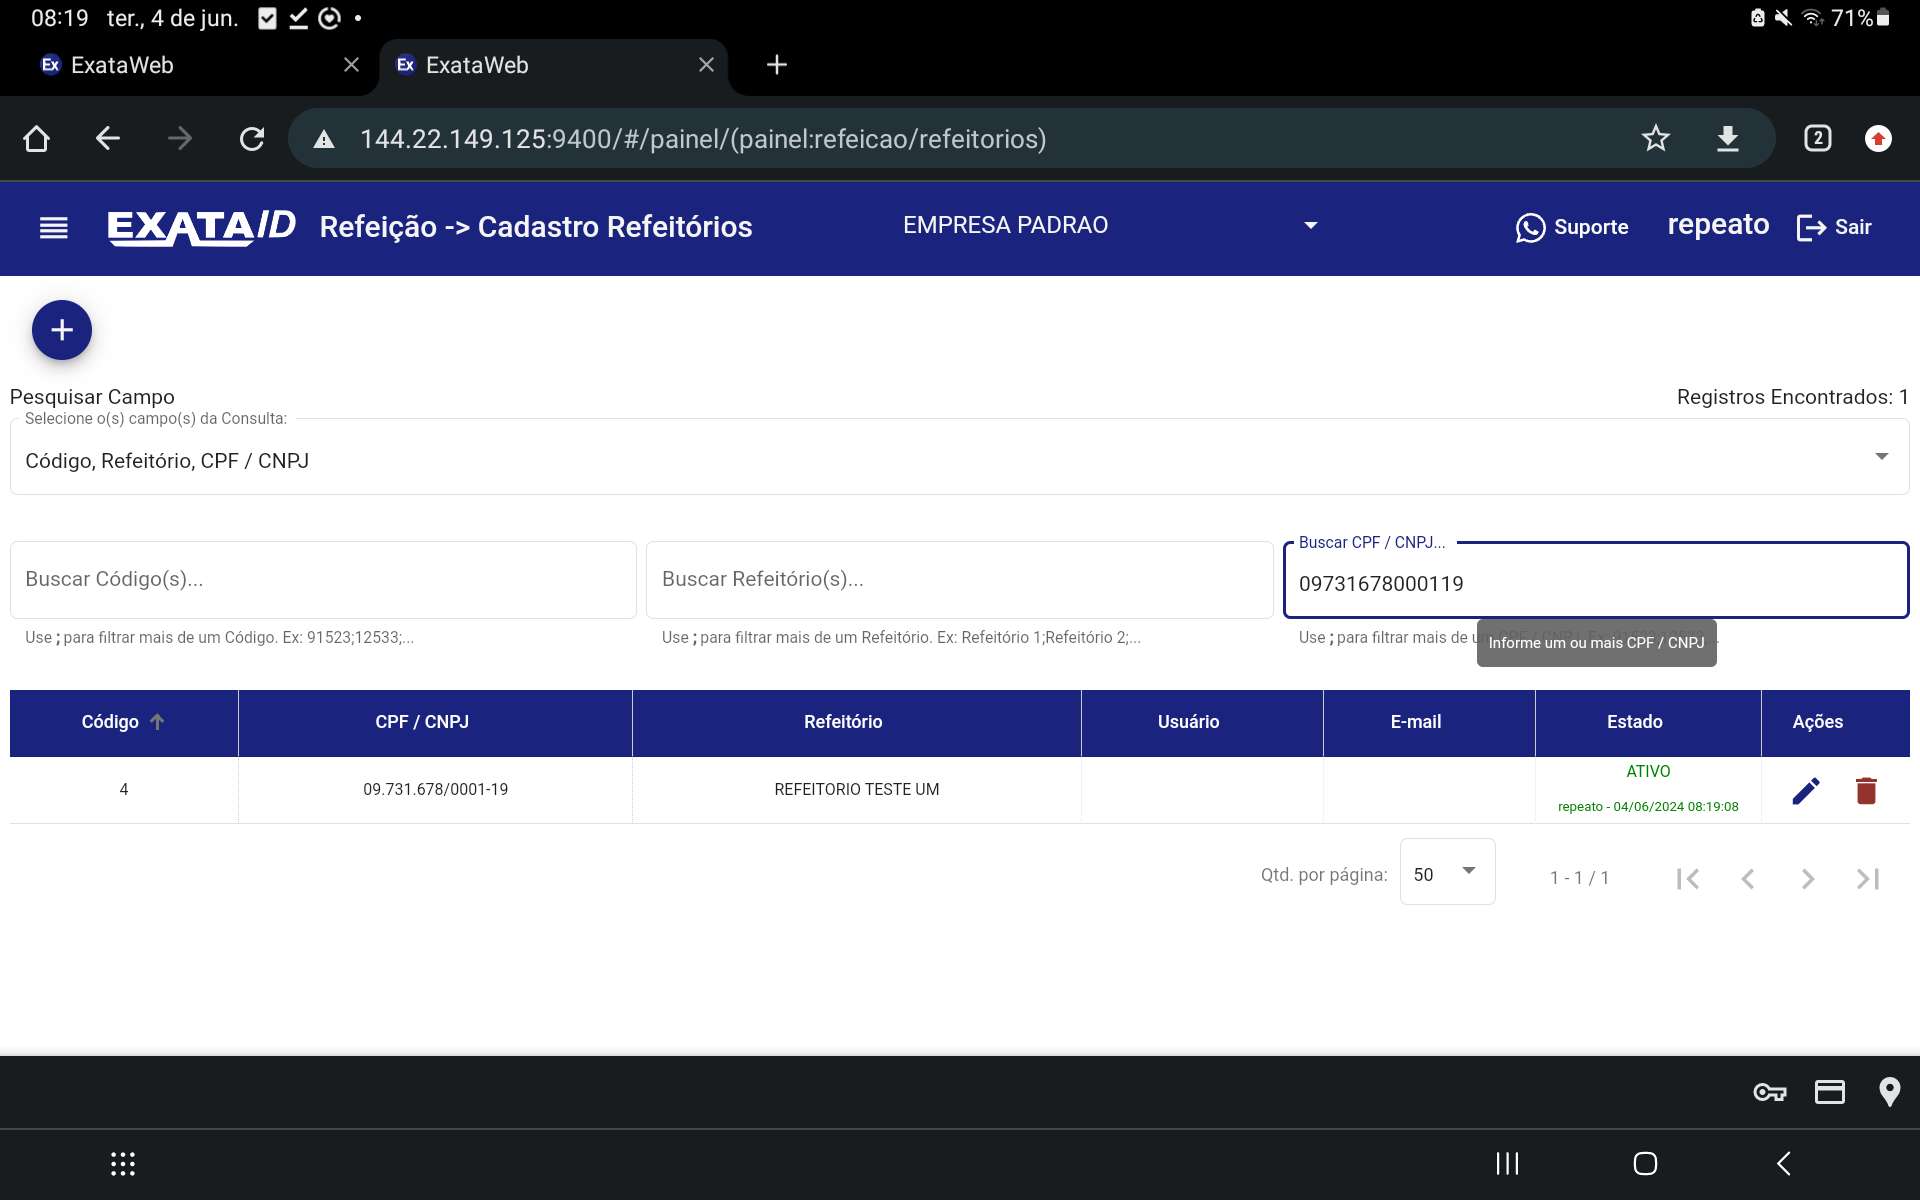 08:19 ter., 4 de jun.
71%
Ex ExataWeb
Ex ExataWeb
144.22.149.125:9400/#/painel/(painel:refeicao/refeitorios)
2
EXATA/D Refeição -> Cadastro Refeitórios EMPRESA PADRAO Suporte repeato Sair
Pesquisar Campo
Registros Encontrados: 1
Selecione o(s) campo(s) da Consulta:
Código, Refeitório, CPF / CNPJ
Buscar Código(s)...
Buscar Refeitório(s)...
Buscar CPF / CNPJ...
09731678000119
Use ; para filtrar mais de um Código. Ex: 91523;12533;...
Use ; para filtrar mais de um Refeitório. Ex: Refeitório 1;Refeitório 2;...
Use ; para filtrar mais de
Informe um ou mais CPF / CNPJ
Código CPF / CNPJ Refeitório Usuário E-mail Estado Ações
4 09.731.678/0001-19 REFEITORIO TESTE UM ATIVO
repeato - 04/06/2024 08:19:08
Qtd. por página: 50 1 - 1 / 1